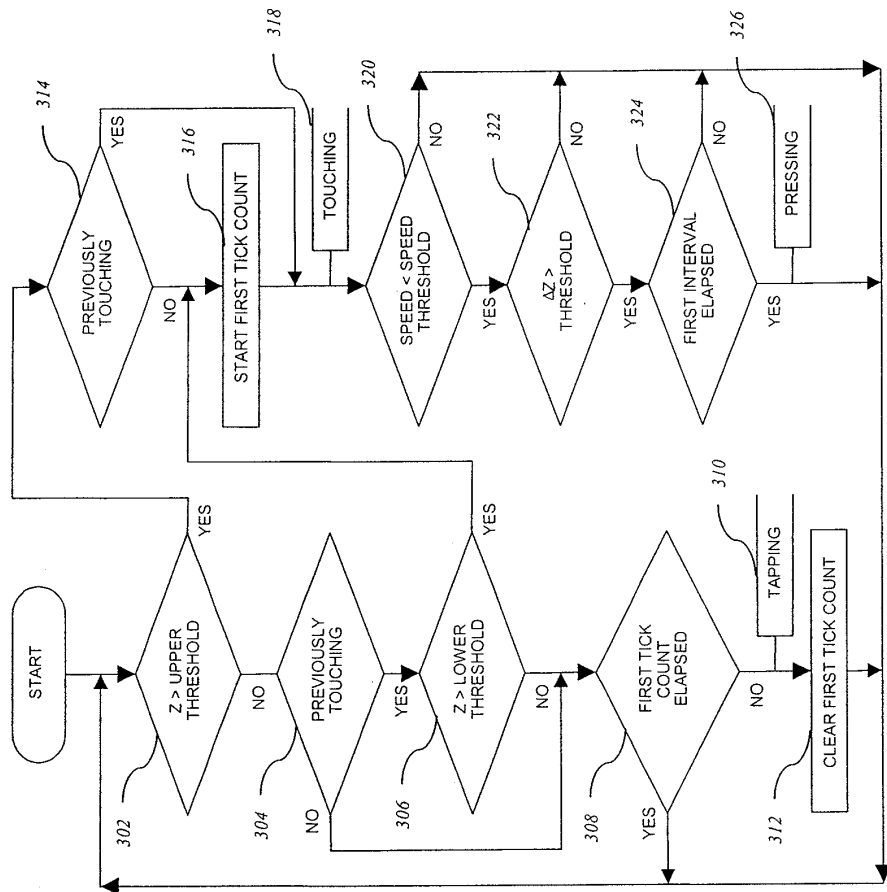 START
Z > UPPER
THRESHOLD
302
YES
NO
PREVIOUSLY
TOUCHING
304
NO
YES
Z > LOWER
THRESHOLD
306
YES
NO
FIRST TICK
COUNT
ELAPSED
308
YES
NO
TAPPING
310
CLEAR FIRST TICK COUNT
312
PREVIOUSLY
TOUCHING
314
YES
NO
START FIRST TICK COUNT
316
TOUCHING
318
SPEED < SPEED
THRESHOLD
320
NO
YES
ΔZ >
THRESHOLD
322
NO
YES
FIRST INTERVAL
ELAPSED
324
NO
YES
PRESSING
326